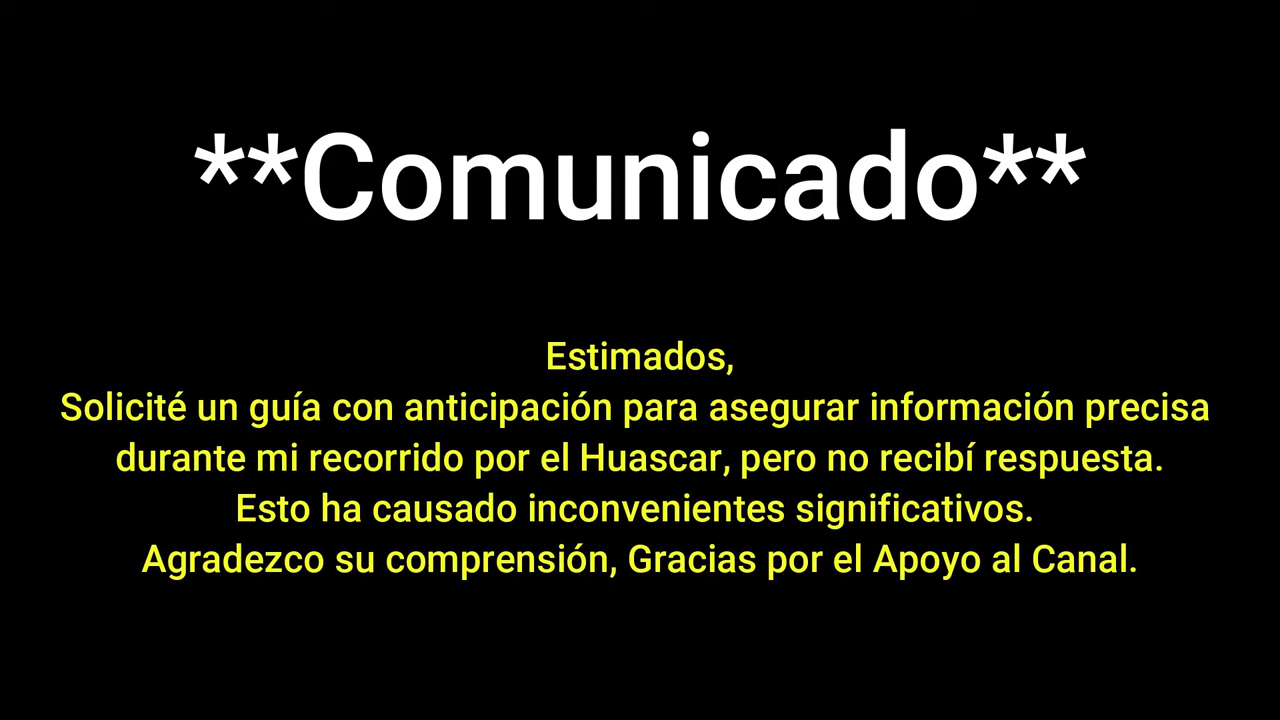 **Comunicado**
Estimados,
Solicité un guía con anticipación para asegurar información precisa
durante mi recorrido por el Huascar, pero no recibí respuesta.
Esto ha causado inconvenientes significativos.
Agradezco su comprensión, Gracias por el Apoyo al Canal.